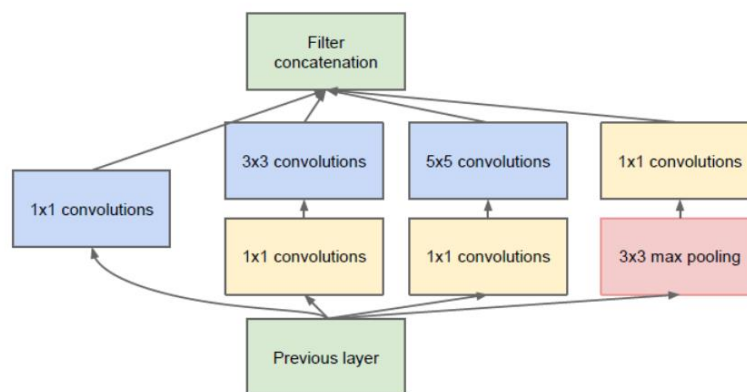 Filter
concatenation
3x3 convolutions
5x5 convolutions
1x1 convolutions
1x1 convolutions
1x1 convolutions
1x1 convolutions
3x3 max pooling
Previous layer